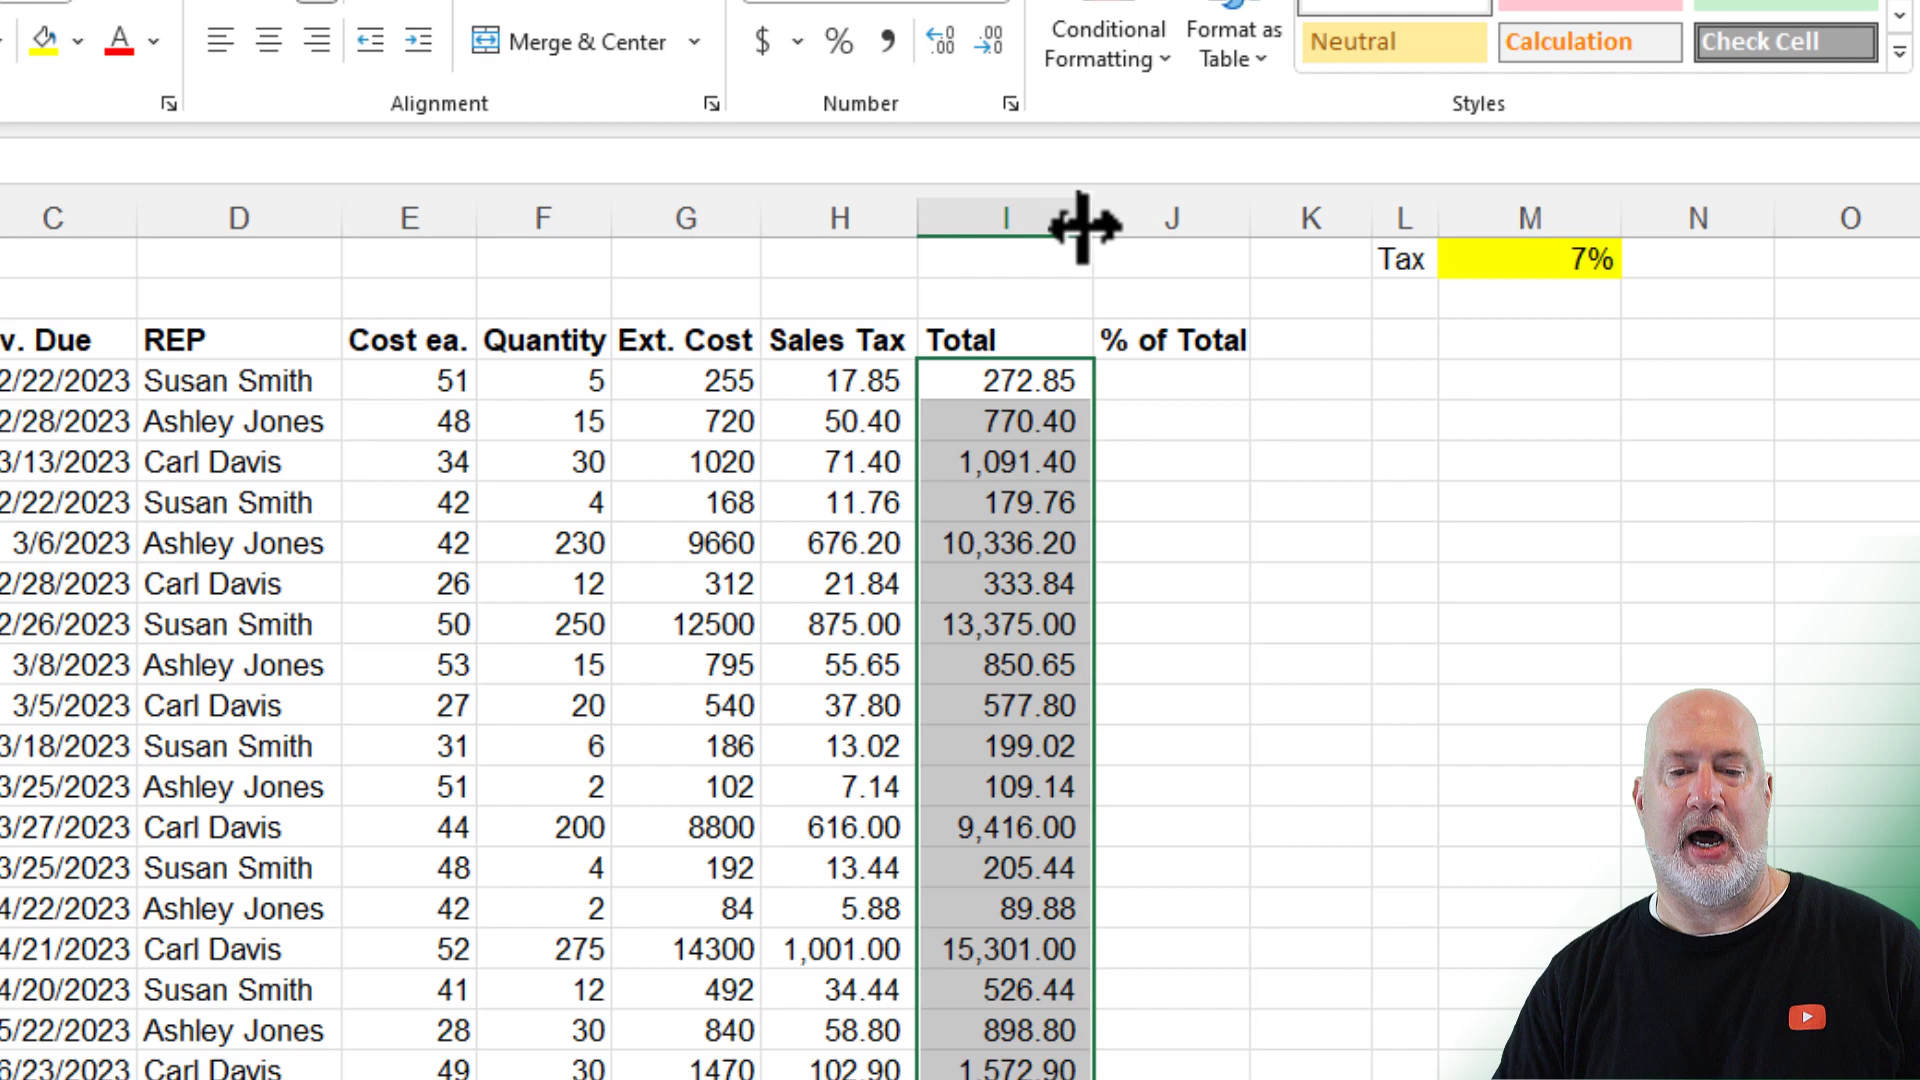 A Merge & Center $ % 9 .00 .00 Conditional Formatting Format as Table Neutral Calculation Check Cell
Alignment Number Styles
C D E F G H I J K L M N O
Tax 7%
v. Due REP Cost ea. Quantity Ext. Cost Sales Tax Total % of Total
2/22/2023 Susan Smith 51 5 255 17.85 272.85
2/28/2023 Ashley Jones 48 15 720 50.40 770.40
3/13/2023 Carl Davis 34 30 1020 71.40 1,091.40
2/22/2023 Susan Smith 42 4 168 11.76 179.76
3/6/2023 Ashley Jones 42 230 9660 676.20 10,336.20
2/28/2023 Carl Davis 26 12 312 21.84 333.84
2/26/2023 Susan Smith 50 250 12500 875.00 13,375.00
3/8/2023 Ashley Jones 53 15 795 55.65 850.65
3/5/2023 Carl Davis 27 20 540 37.80 577.80
3/18/2023 Susan Smith 31 6 186 13.02 199.02
3/25/2023 Ashley Jones 51 2 102 7.14 109.14
3/27/2023 Carl Davis 44 200 8800 616.00 9,416.00
3/25/2023 Susan Smith 48 4 192 13.44 205.44
4/22/2023 Ashley Jones 42 2 84 5.88 89.88
4/21/2023 Carl Davis 52 275 14300 1,001.00 15,301.00
4/20/2023 Susan Smith 41 12 492 34.44 526.44
5/22/2023 Ashley Jones 28 30 840 58.80 898.80
6/23/2023 Carl Davis 49 30 1470 102.90 1,572.90